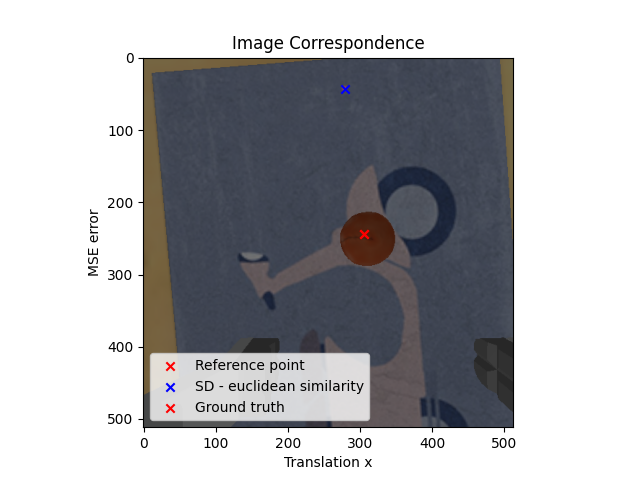 Image Correspondence
0
100
200
300
400
500
MSE error
Reference point
SD - euclidean similarity
Ground truth
0 100 200 300 400 500
Translation x